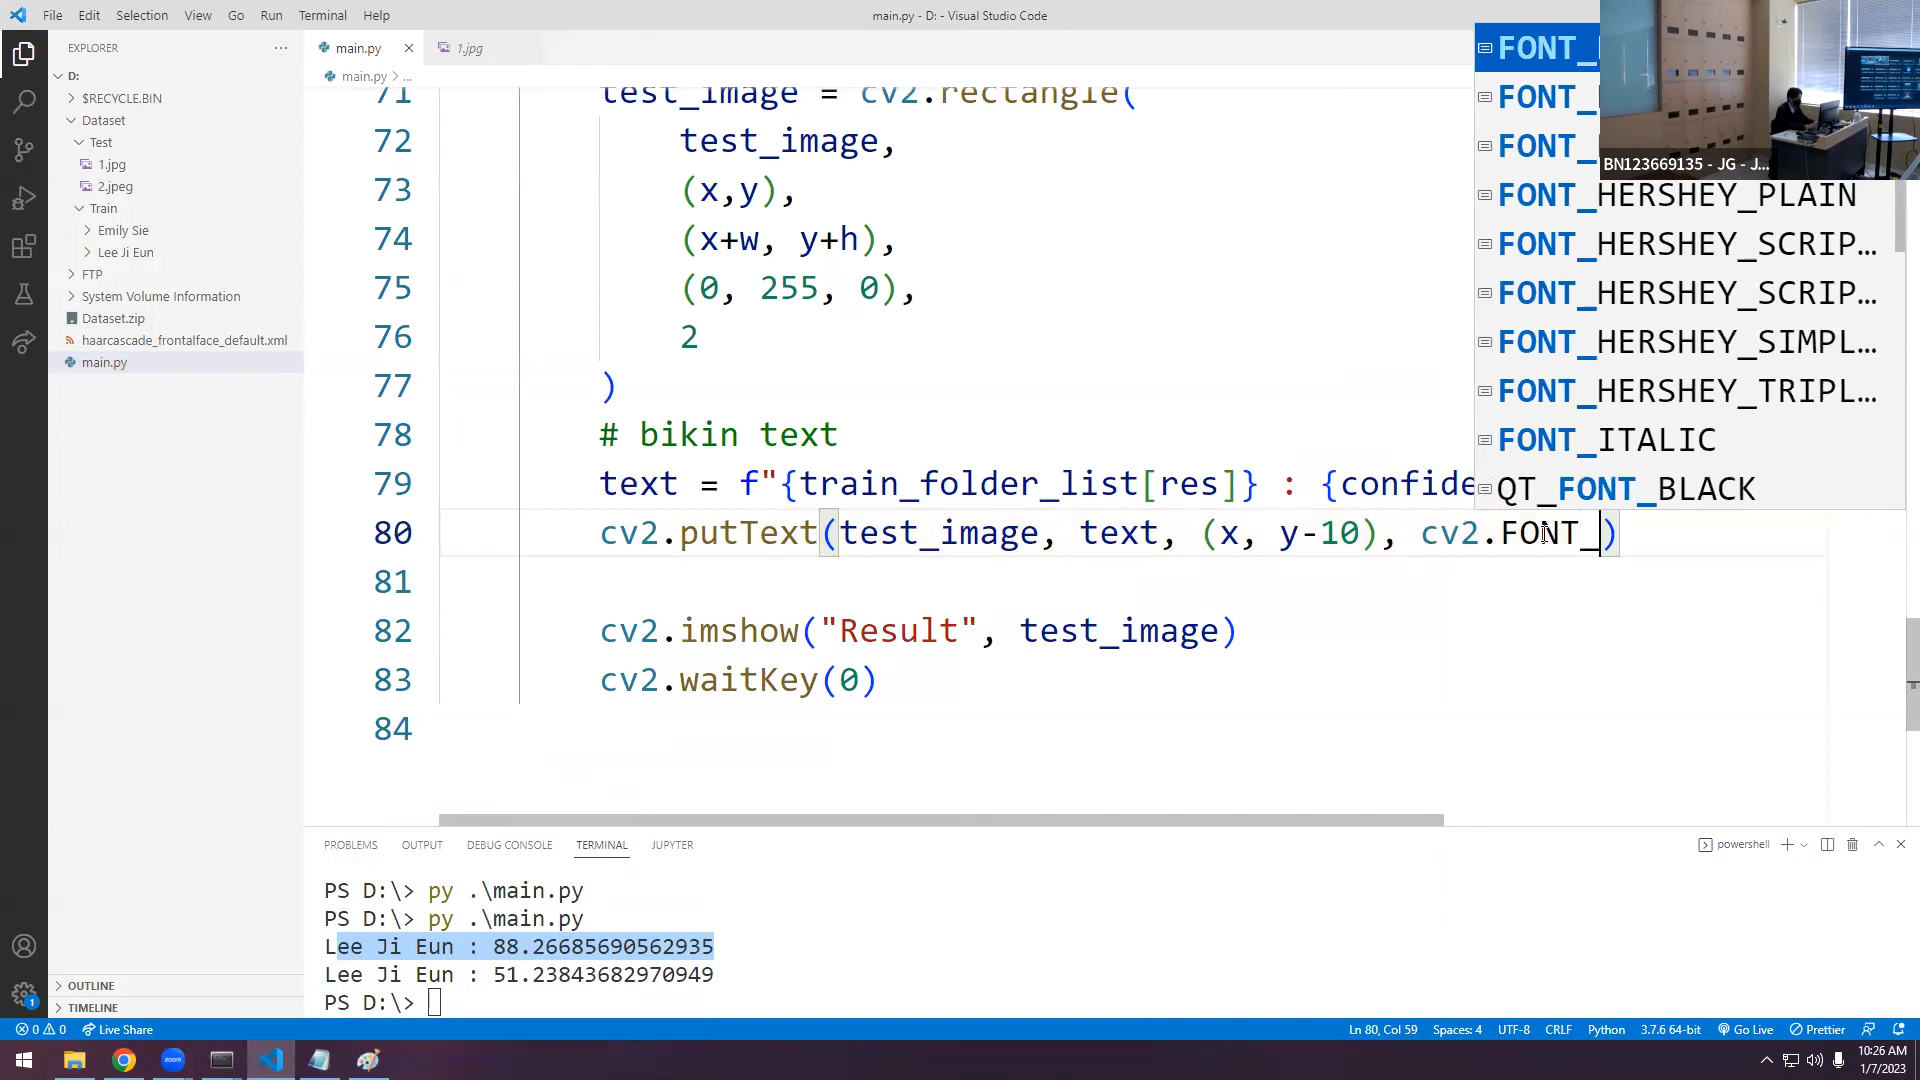 File Edit Selection View Go Run Terminal Help
main.py - D: - Visual Studio Code
EXPLORER
D:
$RECYCLE.BIN
Dataset
Test
1.jpg
2.jpeg
Train
Emily Sie
Lee Ji Eun
FTP
System Volume Information
Dataset.zip
haarcascade_frontalface_default.xml
main.py
OUTLINE
TIMELINE
main.py
1.jpg
main.py > ...
71 test_image = cv2.rectangle(
72 test_image,
73 (x,y),
74 (x+w, y+h),
75 (0, 255, 0),
76 2
77 )
78 # bikin text
79 text = f"{train_folder_list[res]} : {confide
80 cv2.putText(test_image, text, (x, y-10), cv2.FONT_)
81
82 cv2.imshow("Result", test_image)
83 cv2.waitKey(0)
84
FONT_
FONT_
FONT_
FONT_HERSHEY_PLAIN
FONT_HERSHEY_SCRIP…
FONT_HERSHEY_SCRIP…
FONT_HERSHEY_SIMPL…
FONT_HERSHEY_TRIPL…
FONT_ITALIC
QT_FONT_BLACK
BN123669135 - JG - J...
PROBLEMS OUTPUT DEBUG CONSOLE TERMINAL JUPYTER
powershell
PS D:\> py .\main.py
PS D:\> py .\main.py
Lee Ji Eun : 88.26685690562935
Lee Ji Eun : 51.23843682970949
PS D:\>
0 0 Live Share
Ln 80, Col 59 Spaces: 4 UTF-8 CRLF Python 3.7.6 64-bit Go Live Prettier
1
zoom
10:26 AM
1/7/2023